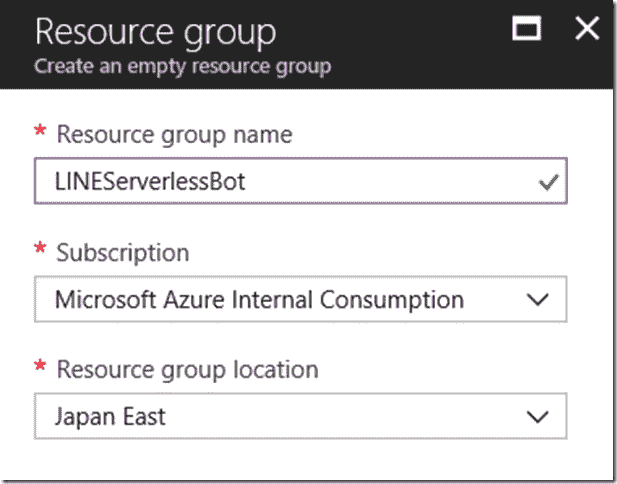 Resource group
Create an empty resource group
* Resource group name
LINEServerlessBot
* Subscription
Microsoft Azure Internal Consumption
* Resource group location
Japan East